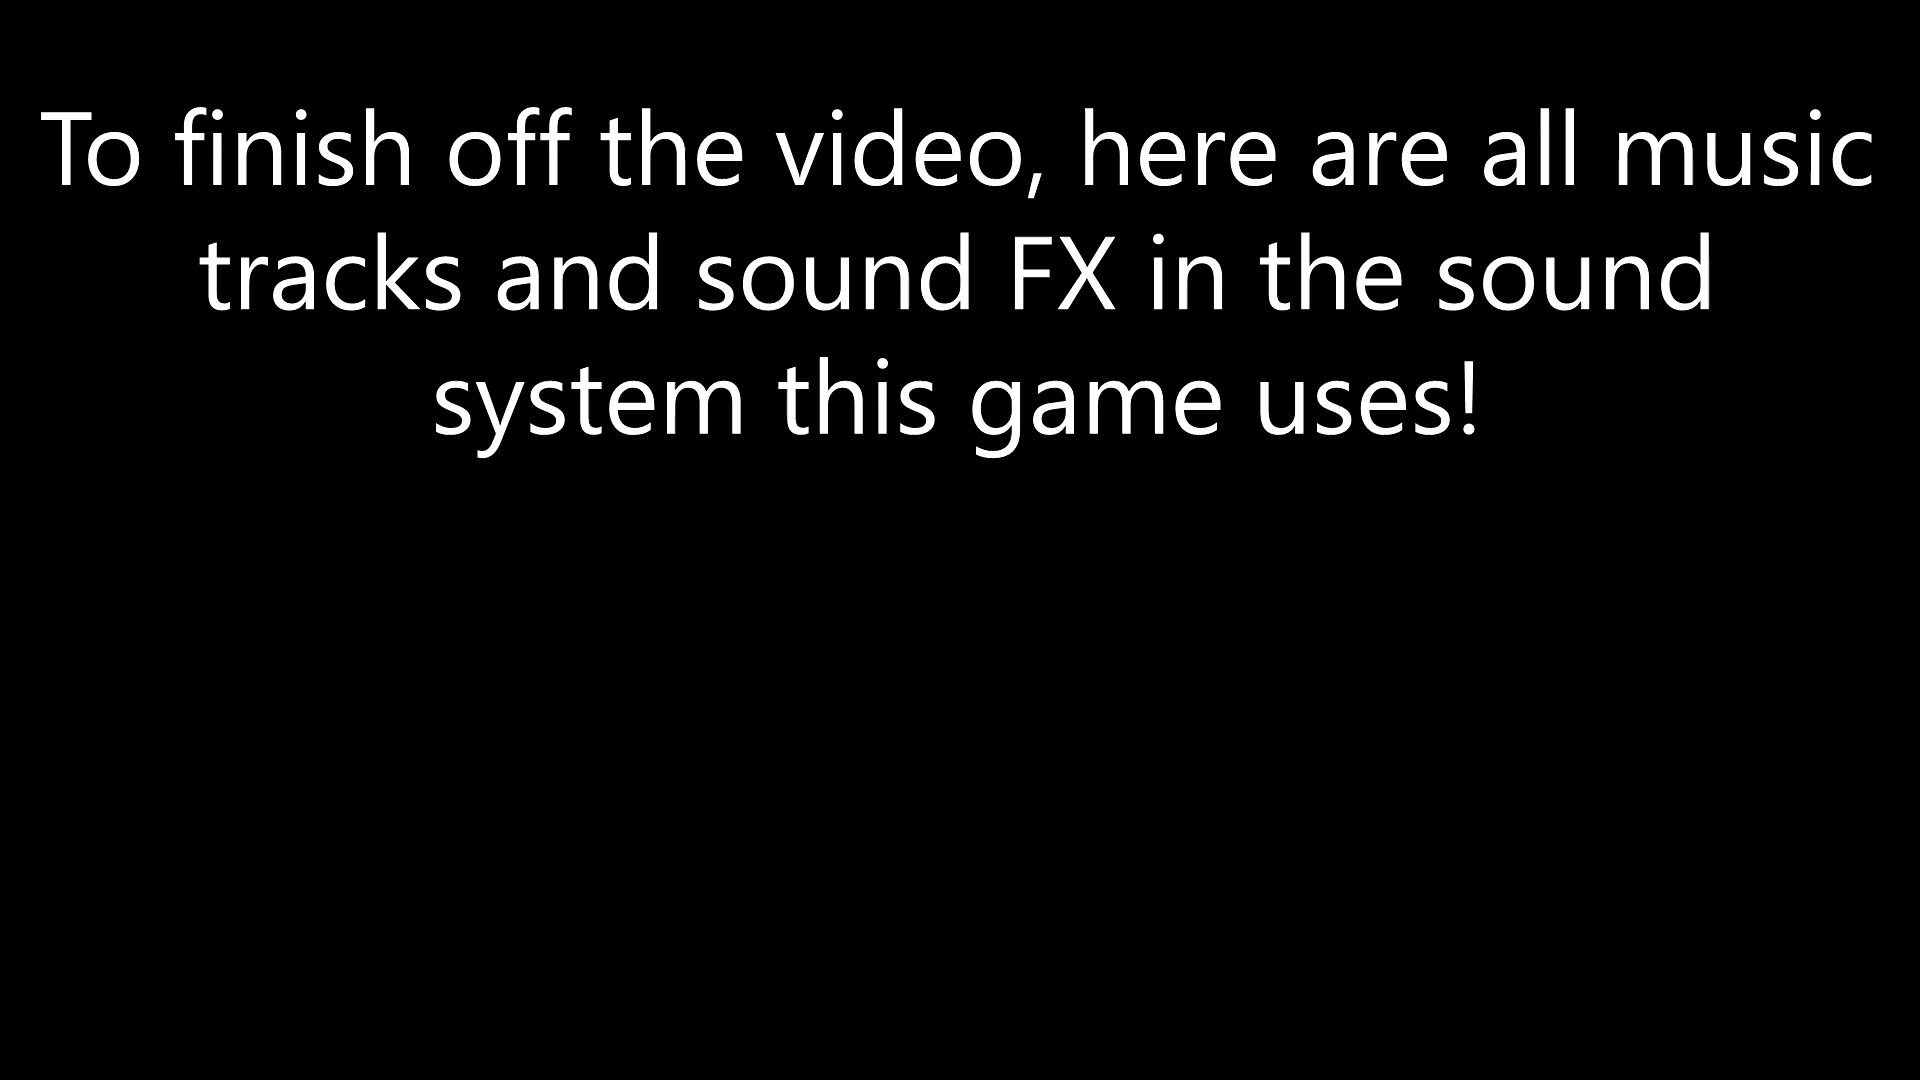 To finish off the video, here are all music
tracks and sound FX in the sound
system this game uses!